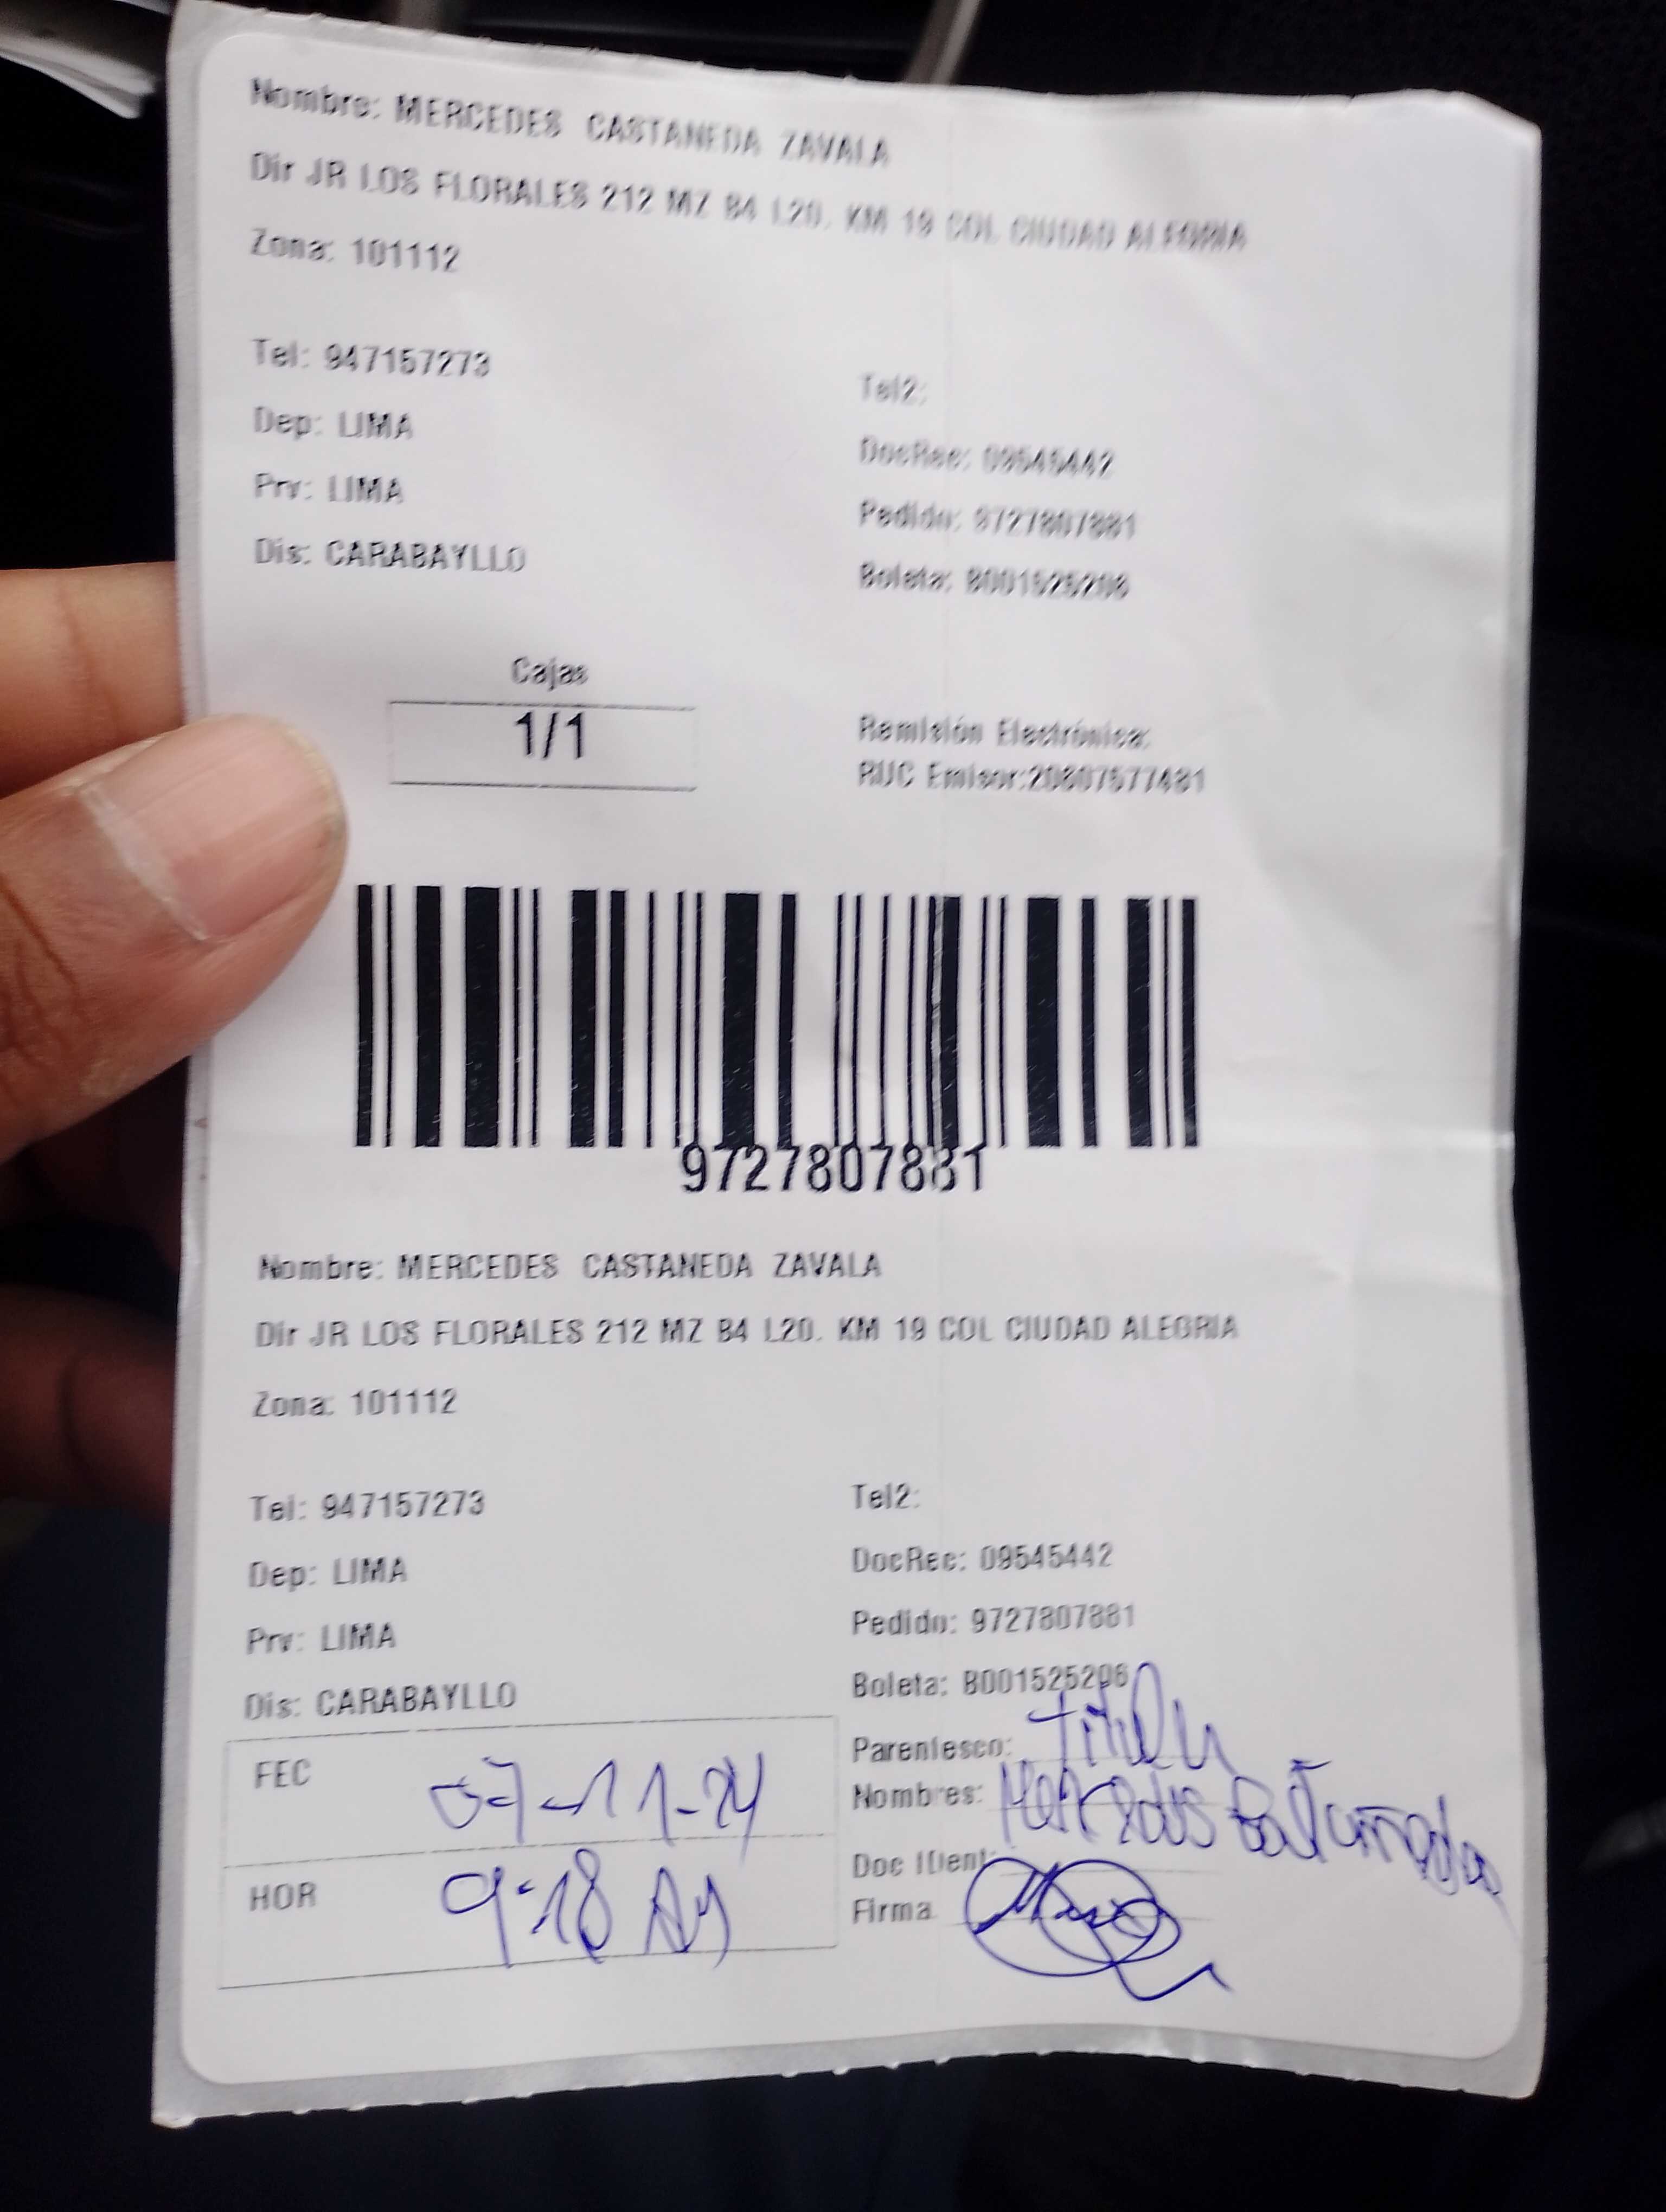 Nombre: MERCEDES CASTANEDA ZAVALA
Dir JR LOS FLORALES 212 MZ B4 L20. KM 19 COL CIUDAD ALEGRIA
Zona: 101112
Tel: 947157273
Tel2:
Dep: LIMA
DocRec: 09545442
Prv: LIMA
Pedido: 9727807881
Dis: CARABAYLLO
Boleta: B001525296
Cajas
1/1
Remisión Electrónica:
RUC Emisor:20607577481
9727807881
Nombre: MERCEDES CASTANEDA ZAVALA
Dir JR LOS FLORALES 212 MZ B4 L20. KM 19 COL CIUDAD ALEGRIA
Zona: 101112
Tel: 947157273
Tel2:
Dep: LIMA
DocRec: 09545442
Prv: LIMA
Pedido: 9727807881
Dis: CARABAYLLO
Boleta: B001525296
FEC 07-11-24
HOR 9:18 AM
Parentesco: Titular
Nombres: Mercedes
Doc IDent:
Firma